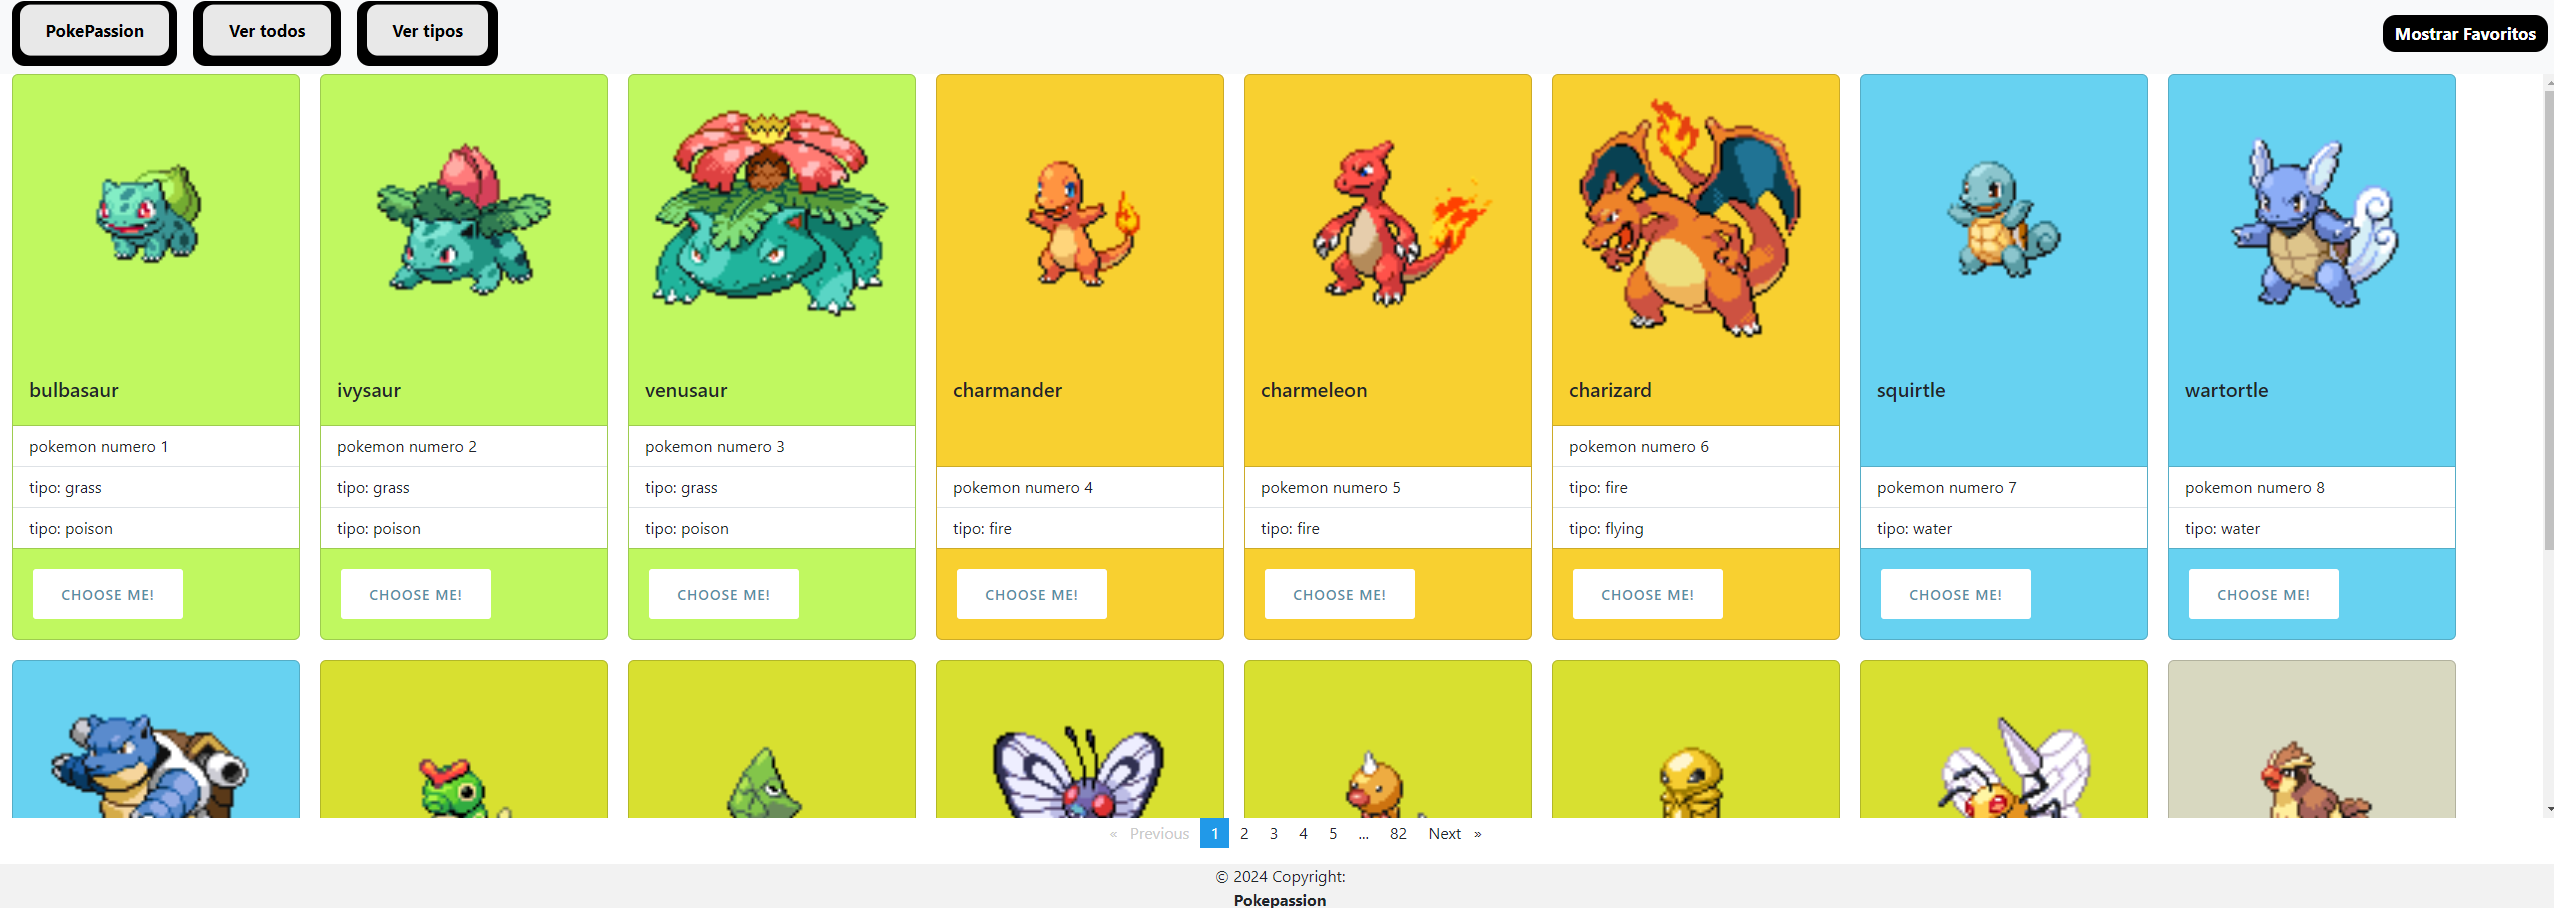 PokePassion Ver todos Ver tipos Mostrar Favoritos
bulbasaur ivysaur venusaur charmander charmeleon charizard squirtle wartortle
pokemon numero 1 pokemon numero 2 pokemon numero 3 pokemon numero 6
tipo: grass tipo: grass tipo: grass pokemon numero 4 pokemon numero 5 tipo: fire pokemon numero 7 pokemon numero 8
tipo: poison tipo: poison tipo: poison tipo: fire tipo: fire tipo: flying tipo: water tipo: water
CHOOSE ME! CHOOSE ME! CHOOSE ME! CHOOSE ME! CHOOSE ME! CHOOSE ME! CHOOSE ME! CHOOSE ME!
« Previous 1 2 3 4 5 ... 82 Next »
© 2024 Copyright:
Pokepassion